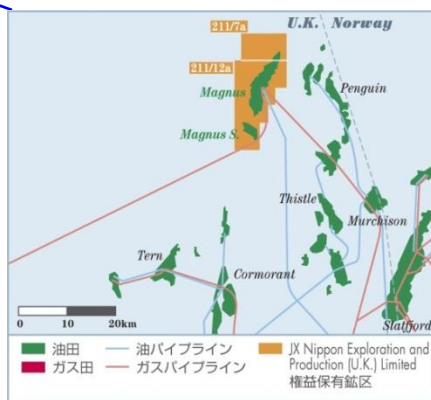 211/7a
U.K. Norway
211/12a
Magnus
Penguin
Magnus S.
Thistle
Murchison
Tern
Cormorant
Statfford
0 10 20km
油田
油パイプライン
JX Nippon Exploration and
Production (U.K.) Limited
ガス田
ガスパイプライン
権益保有鉱区